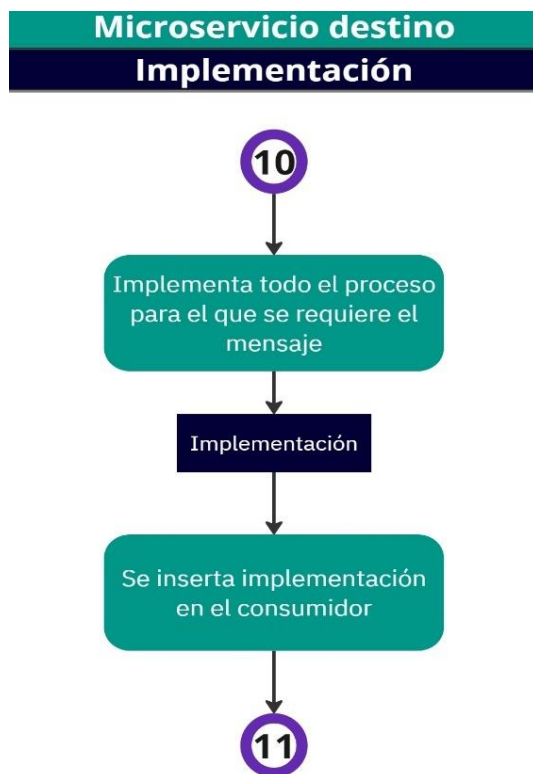 Microservicio destino
Implementación
10
Implementa todo el proceso
para el que se requiere el
mensaje
Implementación
Se inserta implementación
en el consumidor
11